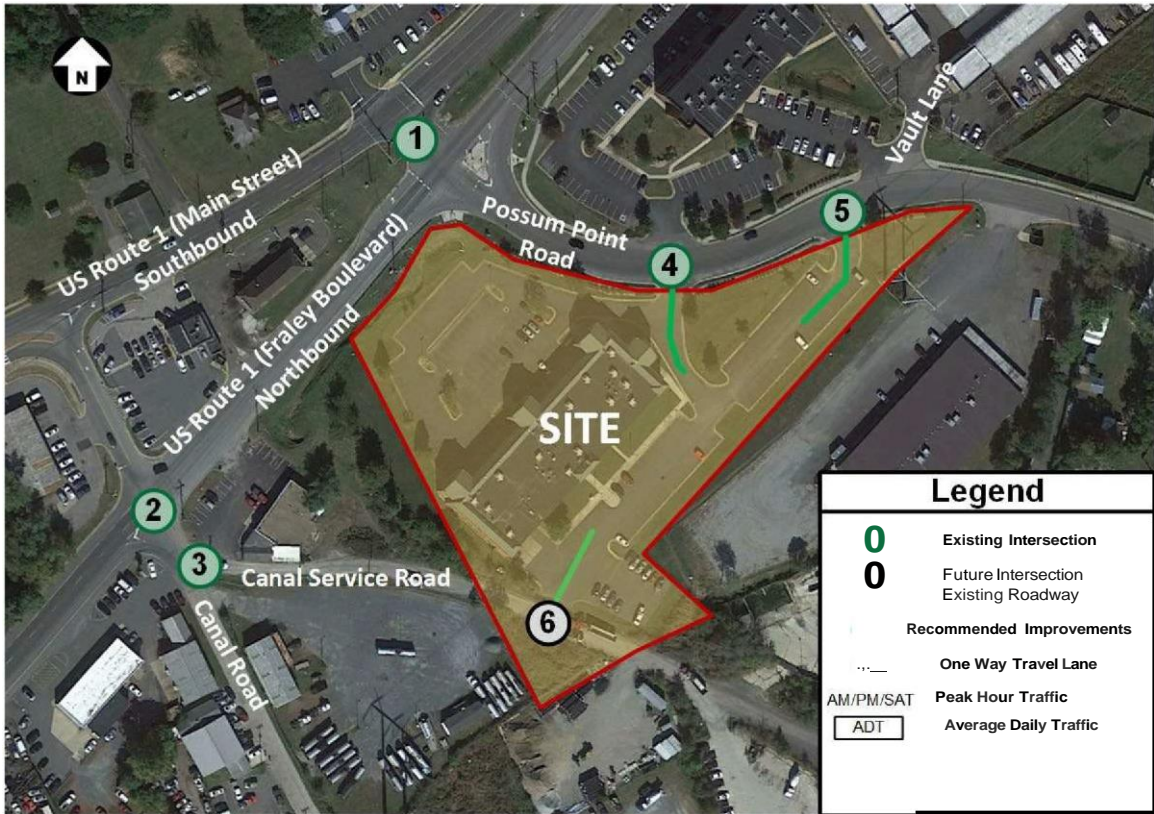 N
1
Vault Lane
US Route 1 (Main Street)
Southbound
Possum Point
Road
5
4
US Route 1 (Fraley Boulevard)
Northbound
SITE
2
3
Canal Service Road
Canal Road
6
Legend
0 Existing Intersection
0 Future Intersection
Existing Roadway
Recommended Improvements
.,.__ One Way Travel Lane
AM/PM/SAT Peak Hour Traffic
ADT Average Daily Traffic